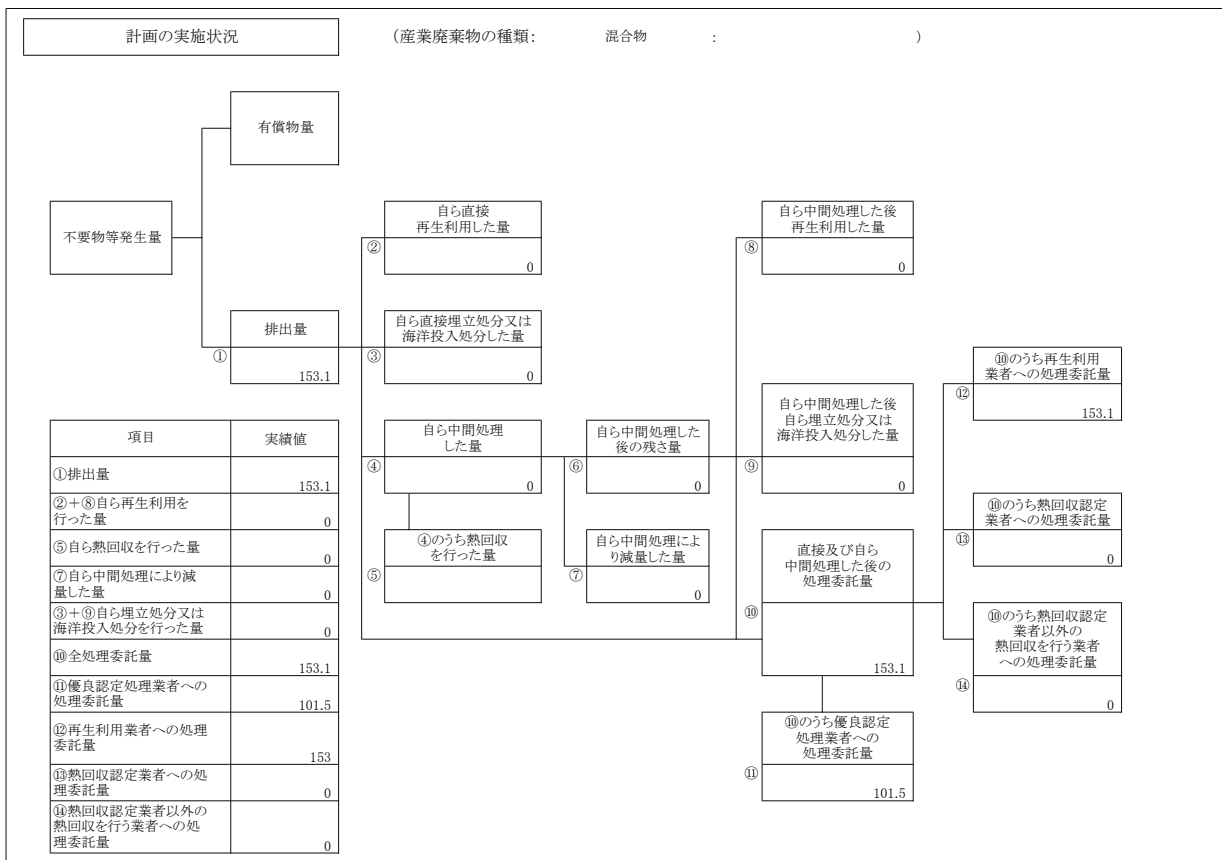 計画の実施状況
（産業廃棄物の種類： 混合物 ： ）
有償物量
不要物等発生量
排出量
①
153.1
自ら直接
再生利用した量
②
0
自ら直接埋立処分又は
海洋投入処分した量
③
0
自ら中間処理
した量
④
0
④のうち熱回収
を行った量
⑤
自ら中間処理した
後の残さ量
⑥
0
自ら中間処理によ
り減量した量
⑦
0
自ら中間処理した後
再生利用した量
⑧
0
自ら中間処理した後
自ら埋立処分又は
海洋投入処分した量
⑨
0
直接及び自ら
中間処理した後の
処理委託量
⑩
153.1
⑩のうち優良認定
処理業者への
処理委託量
⑪
101.5
⑩のうち再生利用
業者への処理委託量
⑫
153.1
⑩のうち熱回収認定
業者への処理委託量
⑬
0
⑩のうち熱回収認定
業者以外の
熱回収を行う業者
への処理委託量
⑭
0
項目 実績値
①排出量
153.1
②＋⑧自ら再生利用を
行った量
0
⑤自ら熱回収を行った量
0
⑦自ら中間処理により減
量した量
0
③＋⑨自ら埋立処分又は
海洋投入処分を行った量
0
⑩全処理委託量
153.1
⑪優良認定処理業者への
処理委託量
101.5
⑫再生利用業者への処理
委託量
153
⑬熱回収認定業者への処
理委託量
0
⑭熱回収認定業者以外の
熱回収を行う業者への処
理委託量
0